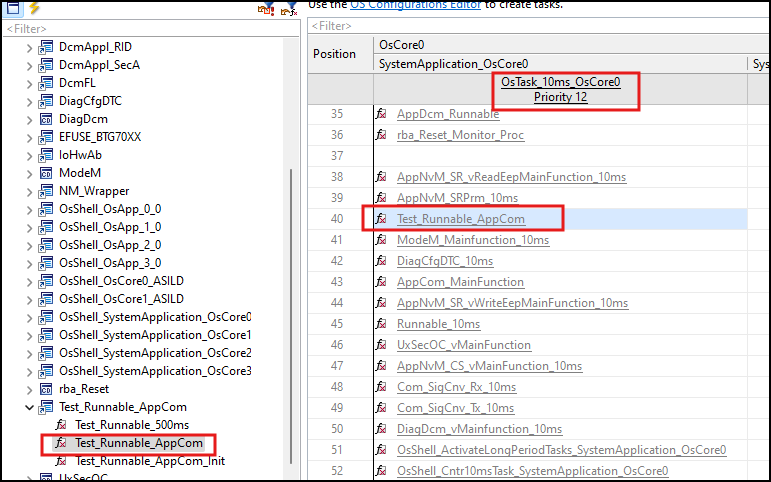 Use the OS Configurations Editor to create tasks.
<Filter>
DcmAppl_RID
DcmAppl_SecA
DcmFL
DiagCfgDTC
DiagDcm
EFUSE_BTG70XX
IoHwAb
ModeM
NM_Wrapper
OsShell_OsApp_0_0
OsShell_OsApp_1_0
OsShell_OsApp_2_0
OsShell_OsApp_3_0
OsShell_OsCore0_ASILD
OsShell_OsCore1_ASILD
OsShell_SystemApplication_OsCore0
OsShell_SystemApplication_OsCore1
OsShell_SystemApplication_OsCore2
OsShell_SystemApplication_OsCore3
rba_Reset
Test_Runnable_AppCom
Test_Runnable_500ms
Test_Runnable_AppCom
Test_Runnable_AppCom_Init
UxSecOC
<Filter>
Position
OsCore0
SystemApplication_OsCore0
Sys
OsTask_10ms_OsCore0
Priority 12
35 AppDcm_Runnable
36 rba_Reset_Monitor_Proc
37
38 AppNvM_SR_vReadEepMainFunction_10ms
39 AppNvM_SRPrm_10ms
40 Test_Runnable_AppCom
41 ModeM_Mainfunction_10ms
42 DiagCfgDTC_10ms
43 AppCom_MainFunction
44 AppNvM_SR_vWriteEepMainFunction_10ms
45 Runnable_10ms
46 UxSecOC_vMainFunction
47 AppNvM_CS_vMainFunction_10ms
48 Com_SigCnv_Rx_10ms
49 Com_SigCnv_Tx_10ms
50 DiagDcm_vMainFunction_10ms
51 OsShell_ActivateLongPeriodTasks_SystemApplication_OsCore0
52 OsShell_Cntr10msTask_SystemApplication_OsCore0